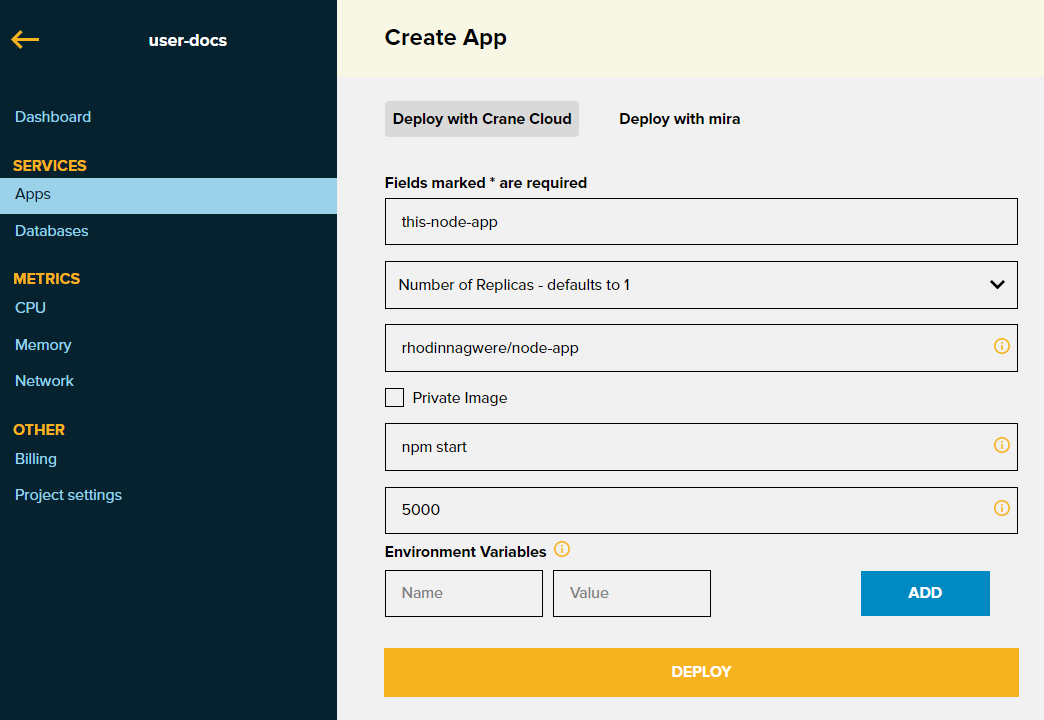 user-docs
Dashboard
SERVICES
Apps
Databases
METRICS
CPU
Memory
Network
OTHER
Billing
Project settings
Create App
Deploy with Crane Cloud
Deploy with mira
Fields marked * are required
this-node-app
Number of Replicas - defaults to 1
rhodinnagwere/node-app
Private Image
npm start
5000
Environment Variables
Name
Value
ADD
DEPLOY